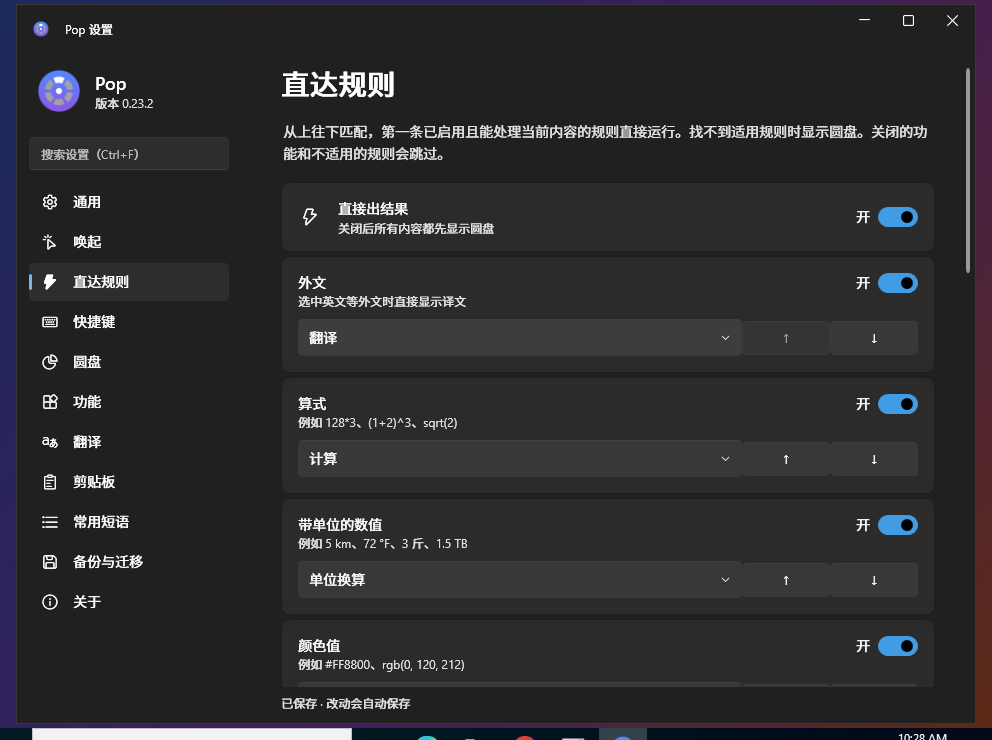 Pop 设置
Pop
版本 0.23.2
搜索设置（Ctrl+F）
通用
唤起
直达规则
快捷键
圆盘
功能
翻译
剪贴板
常用短语
备份与迁移
关于
直达规则
从上往下匹配，第一条已启用且能处理当前内容的规则直接运行。找不到适用规则时显示圆盘。关闭的功
能和不适用的规则会跳过。
直接出结果
关闭后所有内容都先显示圆盘
开
外文
选中英文等外文时直接显示译文
开
翻译
↑
↓
算式
例如 128*3、(1+2)^3、sqrt(2)
开
计算
↑
↓
带单位的数值
例如 5 km、72 °F、3 斤、1.5 TB
开
单位换算
↑
↓
颜色值
例如 #FF8800、rgb(0, 120, 212)
开
已保存 · 改动会自动保存
10:28 AM